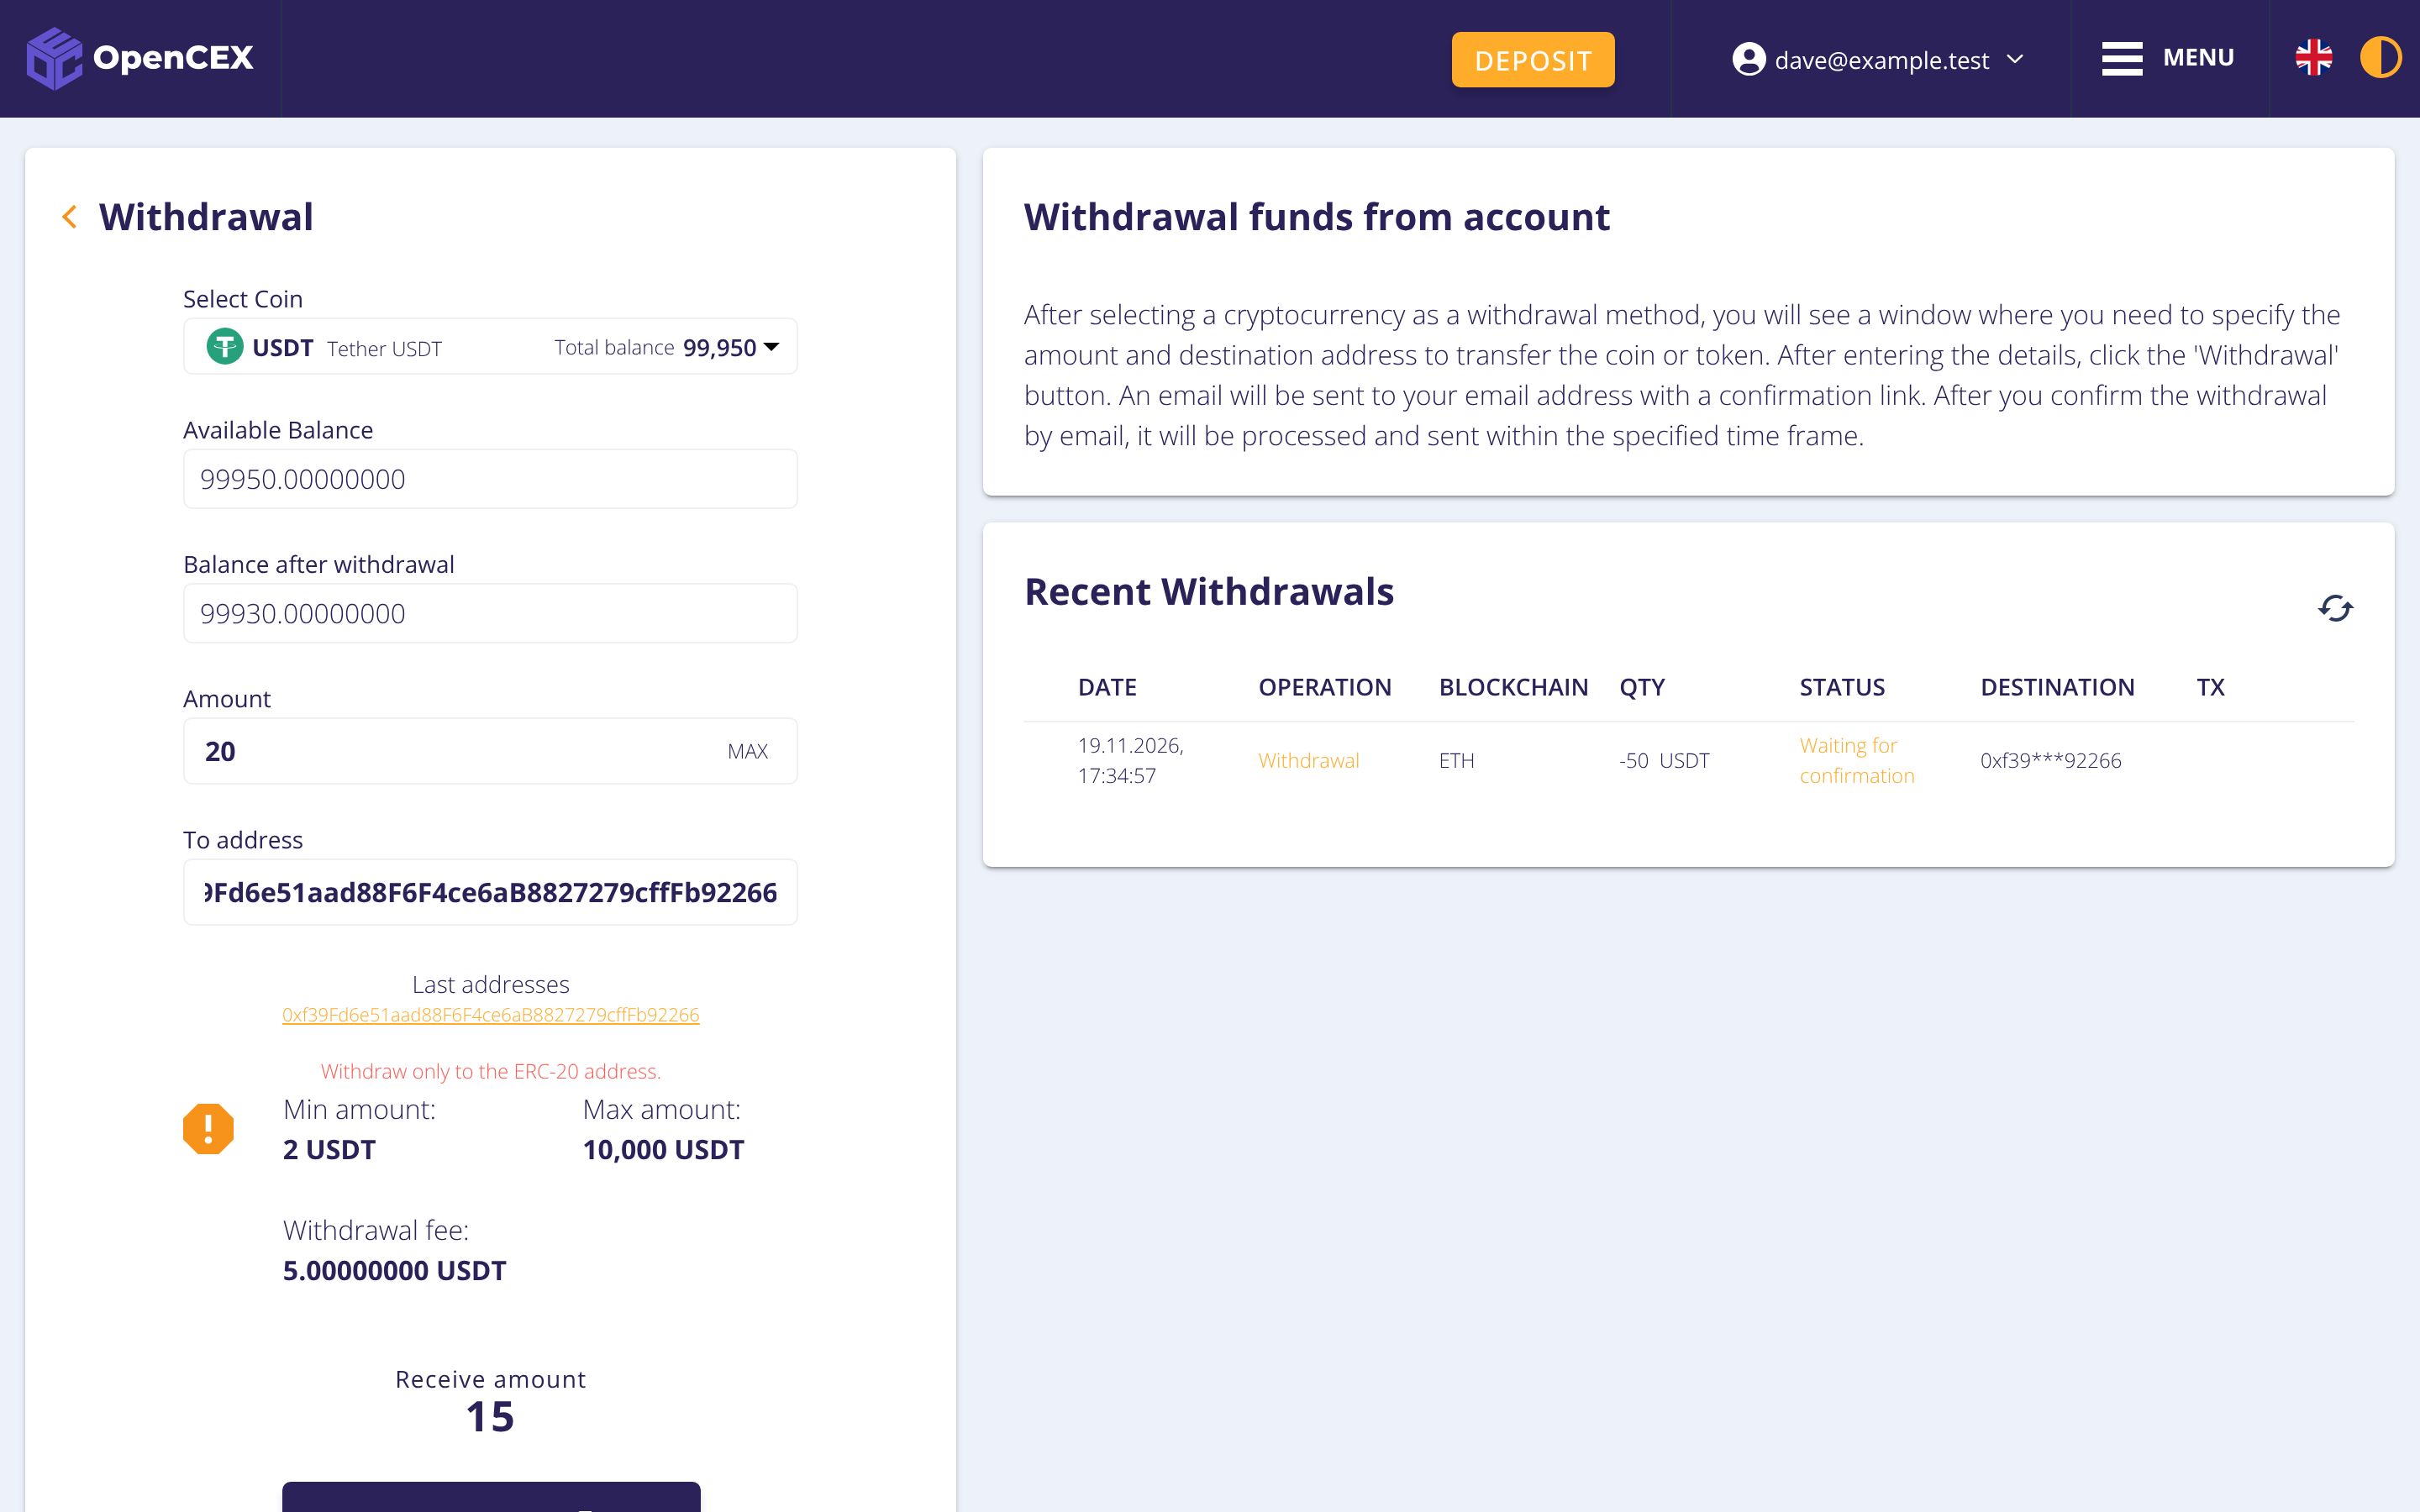 OpenCEX
DEPOSIT
dave@example.test
MENU
Withdrawal
Select Coin
USDT Tether USDT Total balance 99,950
Available Balance
99950.00000000
Balance after withdrawal
99930.00000000
Amount
20 MAX
To address
9Fd6e51aad88F6F4ce6aB8827279cffFb92266
Last addresses
0xf39Fd6e51aad88F6F4ce6aB8827279cffFb92266
Withdraw only to the ERC-20 address.
Min amount: Max amount:
2 USDT 10,000 USDT
Withdrawal fee:
5.00000000 USDT
Receive amount
15
Withdrawal funds from account
After selecting a cryptocurrency as a withdrawal method, you will see a window where you need to specify the
amount and destination address to transfer the coin or token. After entering the details, click the 'Withdrawal'
button. An email will be sent to your email address with a confirmation link. After you confirm the withdrawal
by email, it will be processed and sent within the specified time frame.
Recent Withdrawals
DATE OPERATION BLOCKCHAIN QTY STATUS DESTINATION TX
19.11.2026, 17:34:57 Withdrawal ETH -50 USDT Waiting for confirmation 0xf39***92266